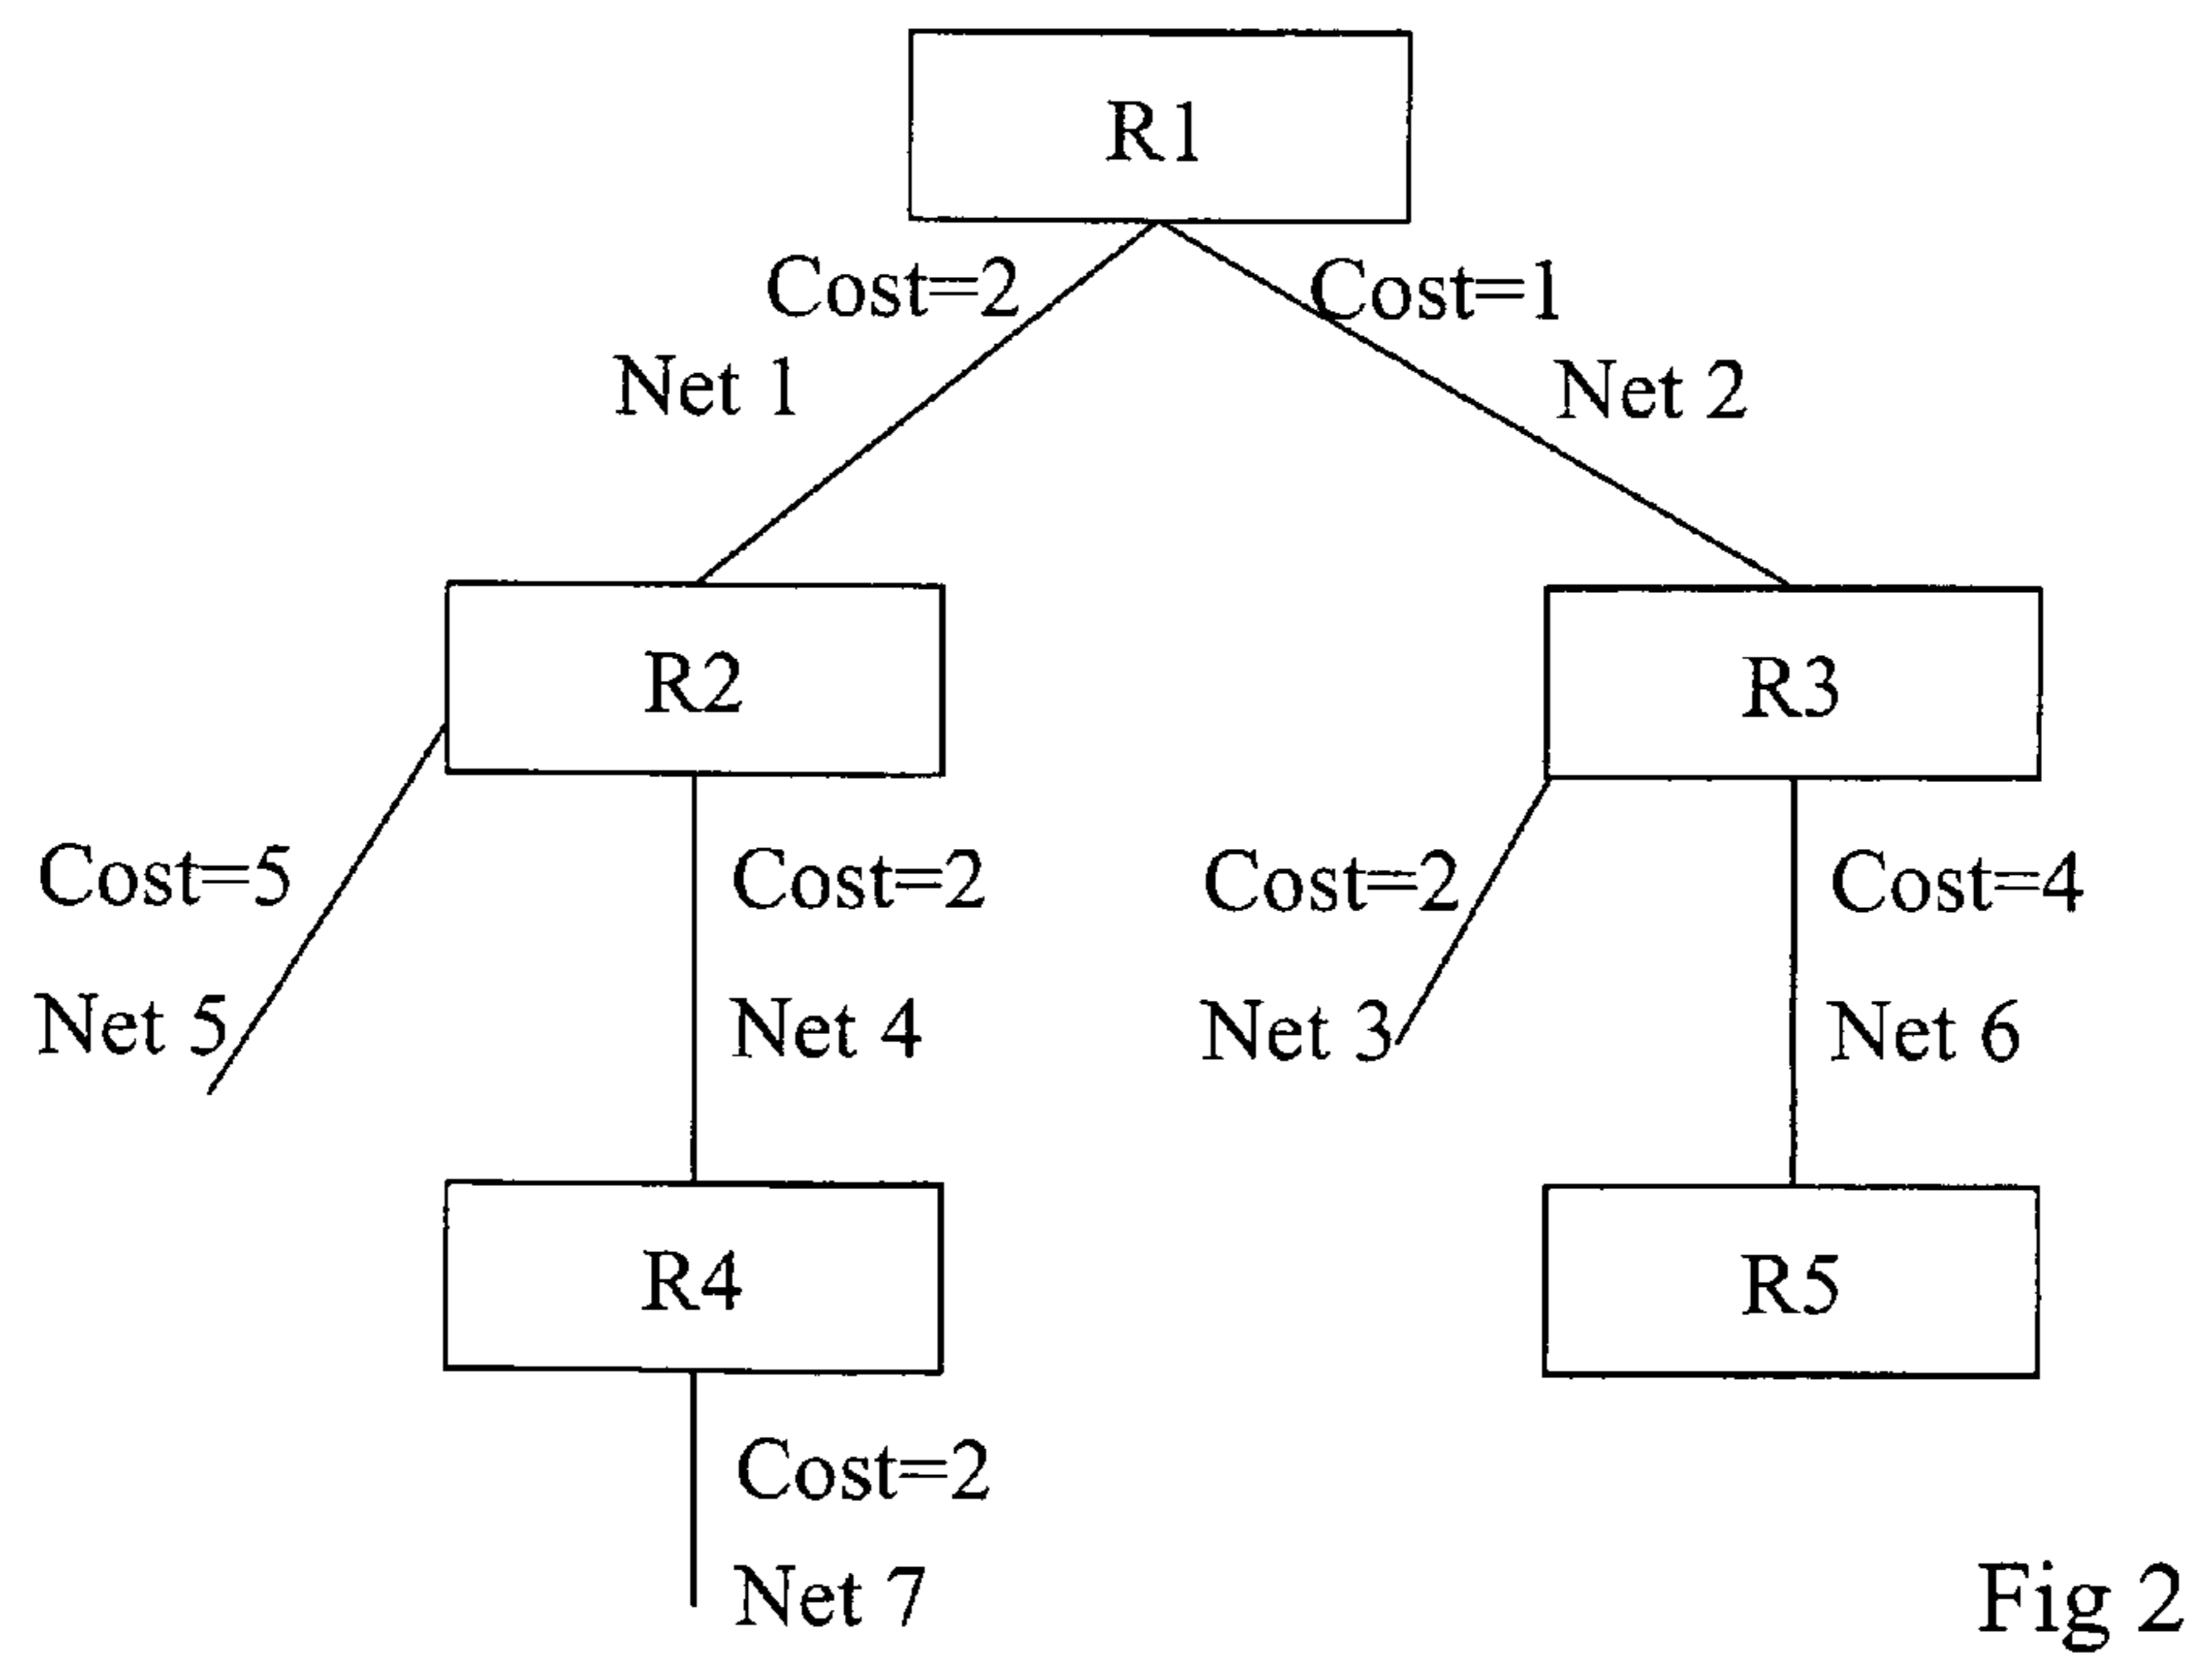 R1
Cost=2
Cost=1
Net 1
Net 2
R2
R3
Cost=5
Cost=2
Cost=2
Cost=4
Net 5
Net 4
Net 3
Net 6
R4
R5
Cost=2
Net 7
Fig 2